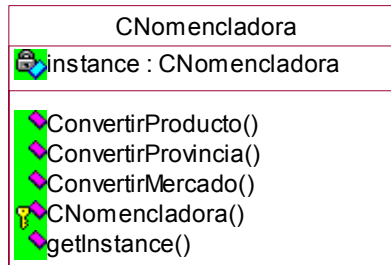 CNomencladora
instance : CNomencladora
ConvertirProducto()
ConvertirProvincia()
ConvertirMercado()
CNomencladora()
getInstance()